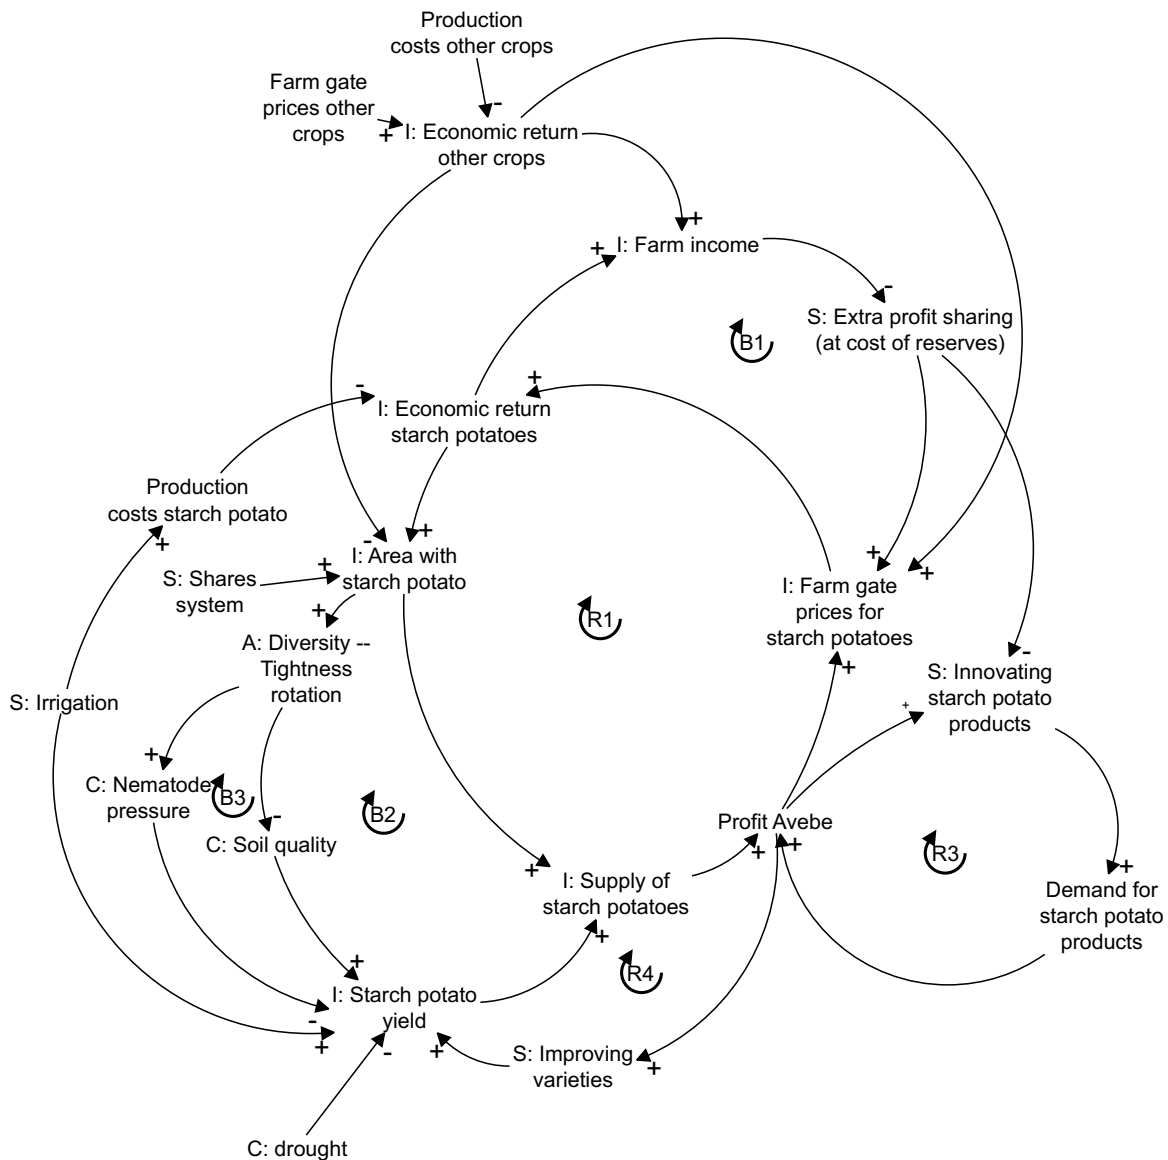 Production
costs other crops
Farm gate
prices other
crops
-
+
I: Economic return
other crops
+
+
I: Farm income
-
S: Extra profit sharing
(at cost of reserves)
B1
-
+
I: Economic return
starch potatoes
Production
costs starch potato
+
-
+
I: Area with
starch potato
S: Shares
system
+
+
+
I: Farm gate
prices for
starch potatoes
R1
+
A: Diversity --
Tightness
rotation
+
-
S: Innovating
starch potato
products
S: Irrigation
+
+
C: Nematode
pressure
B3
B2
-
C: Soil quality
Profit Avebe
+
+
R3
+
I: Supply of
starch potatoes
+
+
Demand for
starch potato
products
R4
+
I: Starch potato
yield
-
+
-
+
S: Improving
varieties
+
C: drought